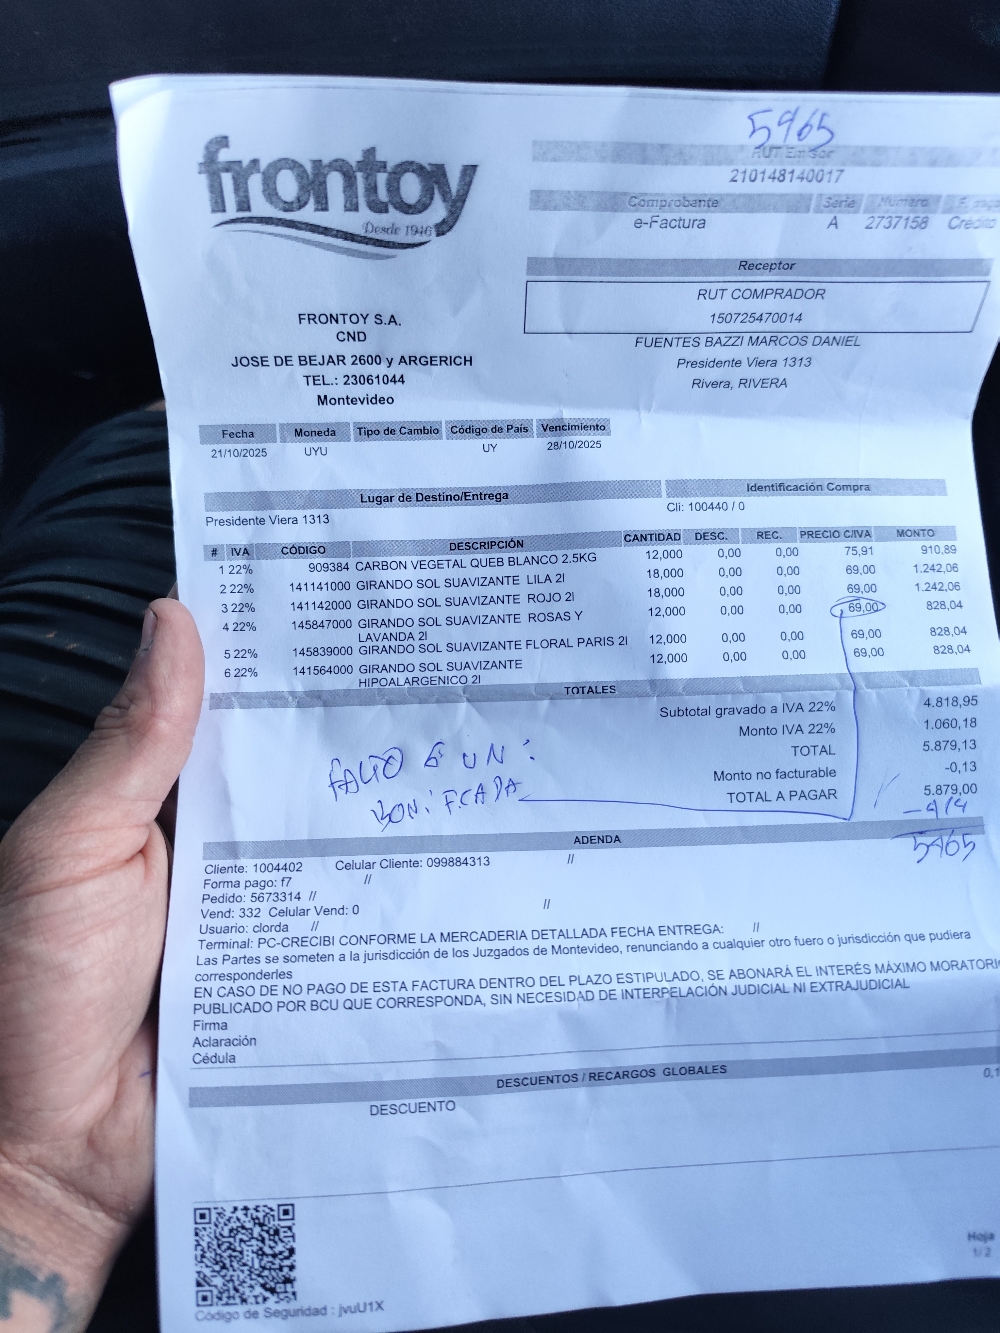 5465
frontoy
Desde 1946
RUT Emisor
210148140017
Comprobante Serie Número
e-Factura A 2737158 Crédito
Receptor
RUT COMPRADOR
150725470014
FUENTES BAZZI MARCOS DANIEL
Presidente Viera 1313
Rivera, RIVERA
FRONTOY S.A.
CND
JOSE DE BEJAR 2600 y ARGERICH
TEL.: 23061044
Montevideo
Fecha Moneda Tipo de Cambio Código de País Vencimiento
21/10/2025 UYU UY 28/10/2025
Lugar de Destino/Entrega Identificación Compra
Presidente Viera 1313 Cli: 100440 / 0
# IVA CÓDIGO DESCRIPCIÓN CANTIDAD DESC. REC. PRECIO C/IVA MONTO
1 22% 909384 CARBON VEGETAL QUEB BLANCO 2.5KG 12,000 0,00 0,00 75,91 910,89
2 22% 141141000 GIRANDO SOL SUAVIZANTE LILA 2l 18,000 0,00 0,00 69,00 1.242,06
3 22% 141142000 GIRANDO SOL SUAVIZANTE ROJO 2l 18,000 0,00 0,00 69,00 1.242,06
4 22% 145847000 GIRANDO SOL SUAVIZANTE ROSAS Y 12,000 0,00 0,00 69,00 828,04
LAVANDA 2l
5 22% 145839000 GIRANDO SOL SUAVIZANTE FLORAL PARIS 2l 12,000 0,00 0,00 69,00 828,04
6 22% 141564000 GIRANDO SOL SUAVIZANTE 12,000 0,00 0,00 69,00 828,04
HIPOALARGENICO 2l
TOTALES
Subtotal gravado a IVA 22% 4.818,95
Monto IVA 22% 1.060,18
TOTAL 5.879,13
Monto no facturable -0,13
TOTAL A PAGAR 5.879,00
FALTO 6 UN:
BONIFCADA
-414
5465
ADENDA
Cliente: 1004402 Celular Cliente: 099884313 //
Forma pago: f7 //
Pedido: 5673314 //
Vend: 332 Celular Vend: 0 //
Usuario: clorda //
Terminal: PC-CRECIBI CONFORME LA MERCADERIA DETALLADA FECHA ENTREGA: //
Las Partes se someten a la jurisdicción de los Juzgados de Montevideo, renunciando a cualquier otro fuero o jurisdicción que pudiera
corresponderles
EN CASO DE NO PAGO DE ESTA FACTURA DENTRO DEL PLAZO ESTIPULADO, SE ABONARÁ EL INTERÉS MÁXIMO MORATORIO
PUBLICADO POR BCU QUE CORRESPONDA, SIN NECESIDAD DE INTERPELACIÓN JUDICIAL NI EXTRAJUDICIAL
Firma
Aclaración
Cédula
DESCUENTOS / RECARGOS GLOBALES
DESCUENTO 0,1
Hoja
1/2
Código de Seguridad : jvuU1X